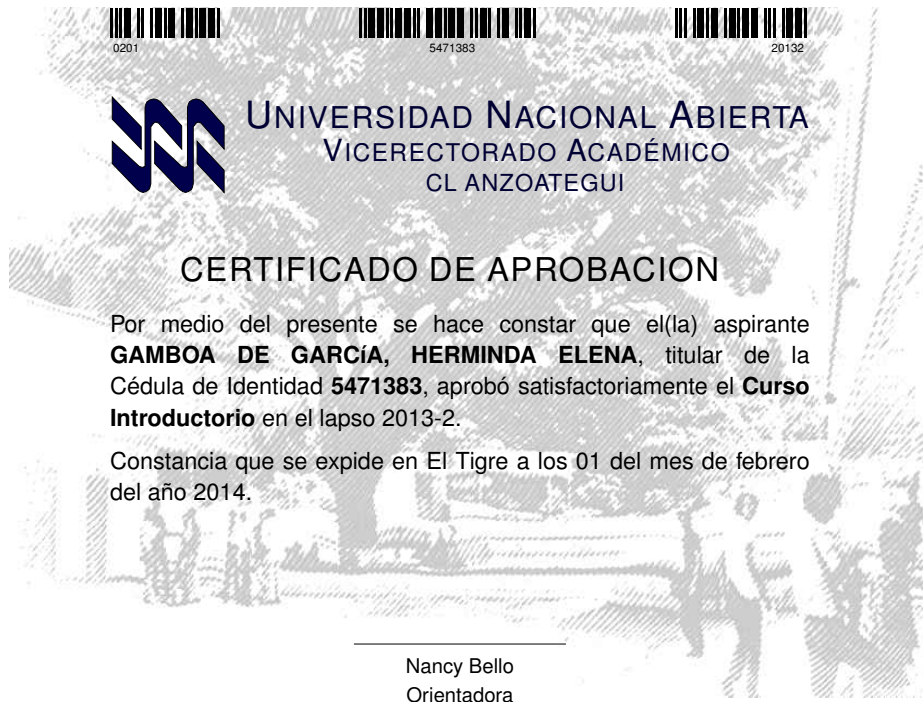 0201 5471383 20132
UNIVERSIDAD NACIONAL ABIERTA
VICERECTORADO ACADÉMICO
CL ANZOATEGUI
CERTIFICADO DE APROBACION
Por medio del presente se hace constar que el(la) aspirante
GAMBOA DE GARCíA, HERMINDA ELENA, titular de la
Cédula de Identidad 5471383, aprobó satisfactoriamente el Curso
Introductorio en el lapso 2013-2.
Constancia que se expide en El Tigre a los 01 del mes de febrero
del año 2014.
Nancy Bello
Orientadora